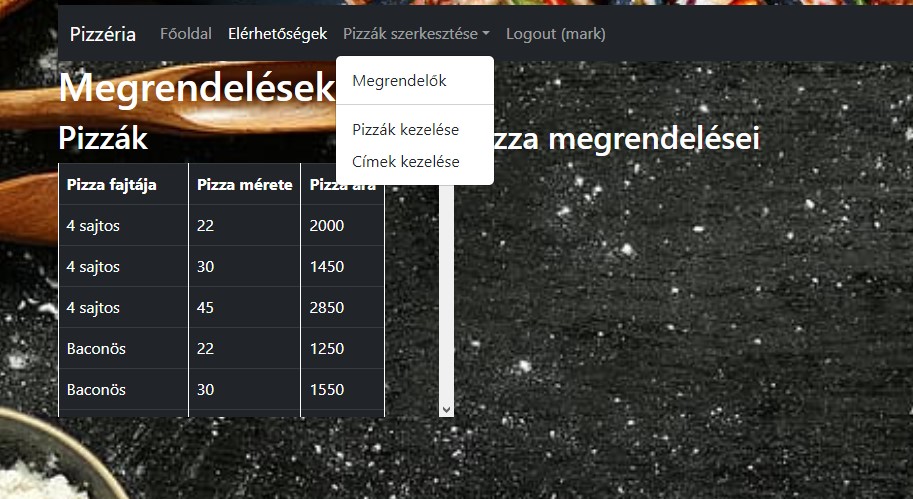 Pizzéria Főoldal Elérhetőségek Pizzák szerkesztése Logout (mark)
Megrendelések
Megrendelők
Pizzák kezelése
Címek kezelése
Pizzák
megrendelései
Pizza fajtája Pizza mérete Pizza ára
4 sajtos 22 2000
4 sajtos 30 1450
4 sajtos 45 2850
Baconös 22 1250
Baconös 30 1550